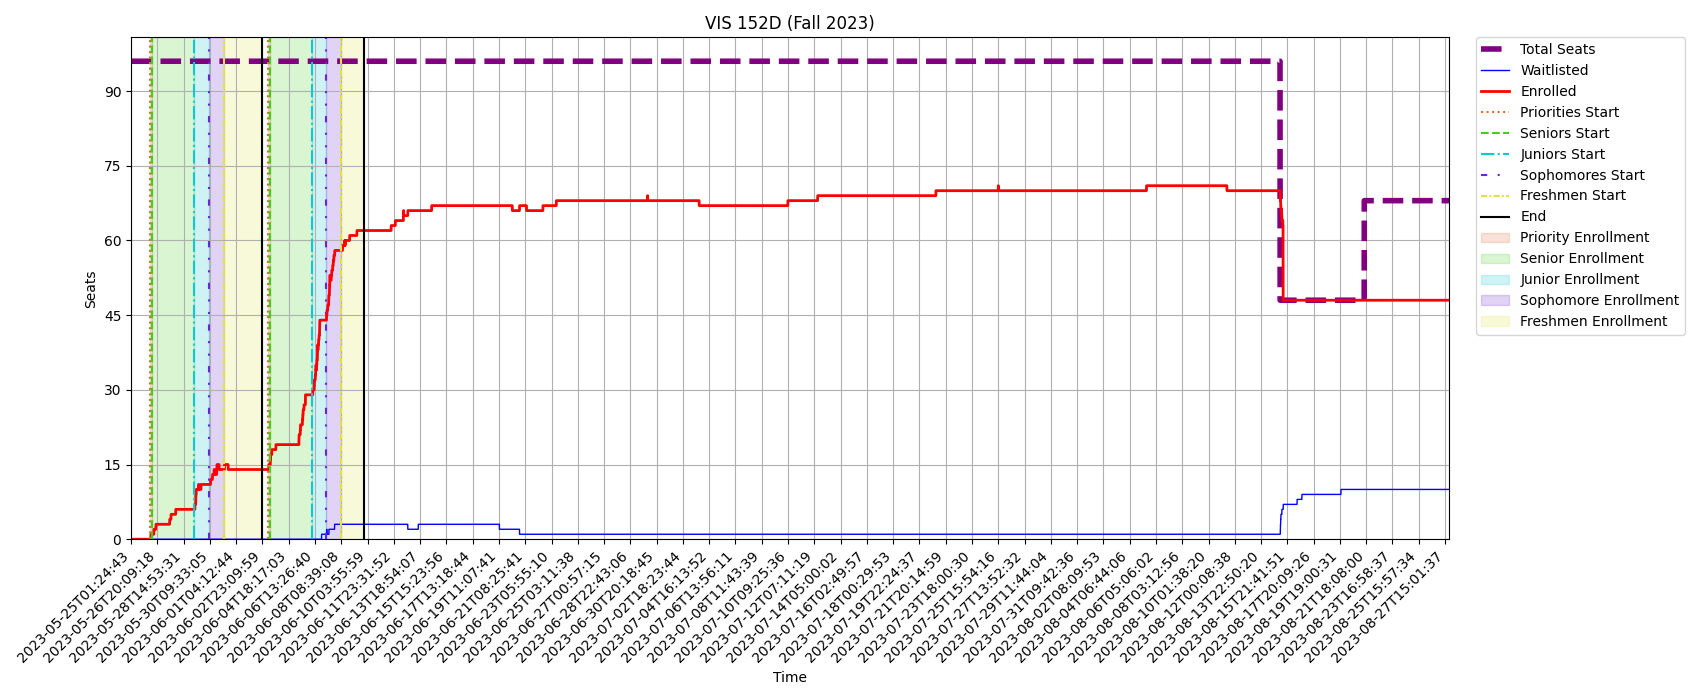 VIS 152D (Fall 2023)
Seats
90
75
60
45
30
15
0
2023-05-25T01:24:43
2023-05-26T20:09:18
2023-05-28T14:53:31
2023-05-30T09:33:05
2023-06-01T04:12:44
2023-06-02T23:09:59
2023-06-04T18:17:03
2023-06-06T13:26:40
2023-06-08T08:39:08
2023-06-10T03:55:59
2023-06-11T23:31:52
2023-06-13T18:54:07
2023-06-15T15:23:56
2023-06-17T13:18:44
2023-06-19T11:07:41
2023-06-21T08:25:41
2023-06-23T05:55:10
2023-06-25T03:11:38
2023-06-27T00:57:15
2023-06-28T22:43:06
2023-06-30T20:18:45
2023-07-02T18:23:44
2023-07-04T16:13:52
2023-07-06T13:56:11
2023-07-08T11:43:39
2023-07-10T09:25:36
2023-07-12T07:11:19
2023-07-14T05:00:02
2023-07-16T02:49:57
2023-07-18T00:29:53
2023-07-19T22:24:37
2023-07-21T20:14:59
2023-07-23T18:00:30
2023-07-25T15:54:16
2023-07-27T13:52:32
2023-07-29T11:44:04
2023-07-31T09:42:36
2023-08-02T08:09:53
2023-08-04T06:44:06
2023-08-06T05:06:02
2023-08-08T03:12:56
2023-08-10T01:38:20
2023-08-12T00:08:38
2023-08-13T22:50:20
2023-08-15T21:41:51
2023-08-17T20:09:26
2023-08-19T19:00:31
2023-08-21T18:08:00
2023-08-23T16:58:37
2023-08-25T15:57:34
2023-08-27T15:01:37
Time
Total Seats
Waitlisted
Enrolled
Priorities Start
Seniors Start
Juniors Start
Sophomores Start
Freshmen Start
End
Priority Enrollment
Senior Enrollment
Junior Enrollment
Sophomore Enrollment
Freshmen Enrollment